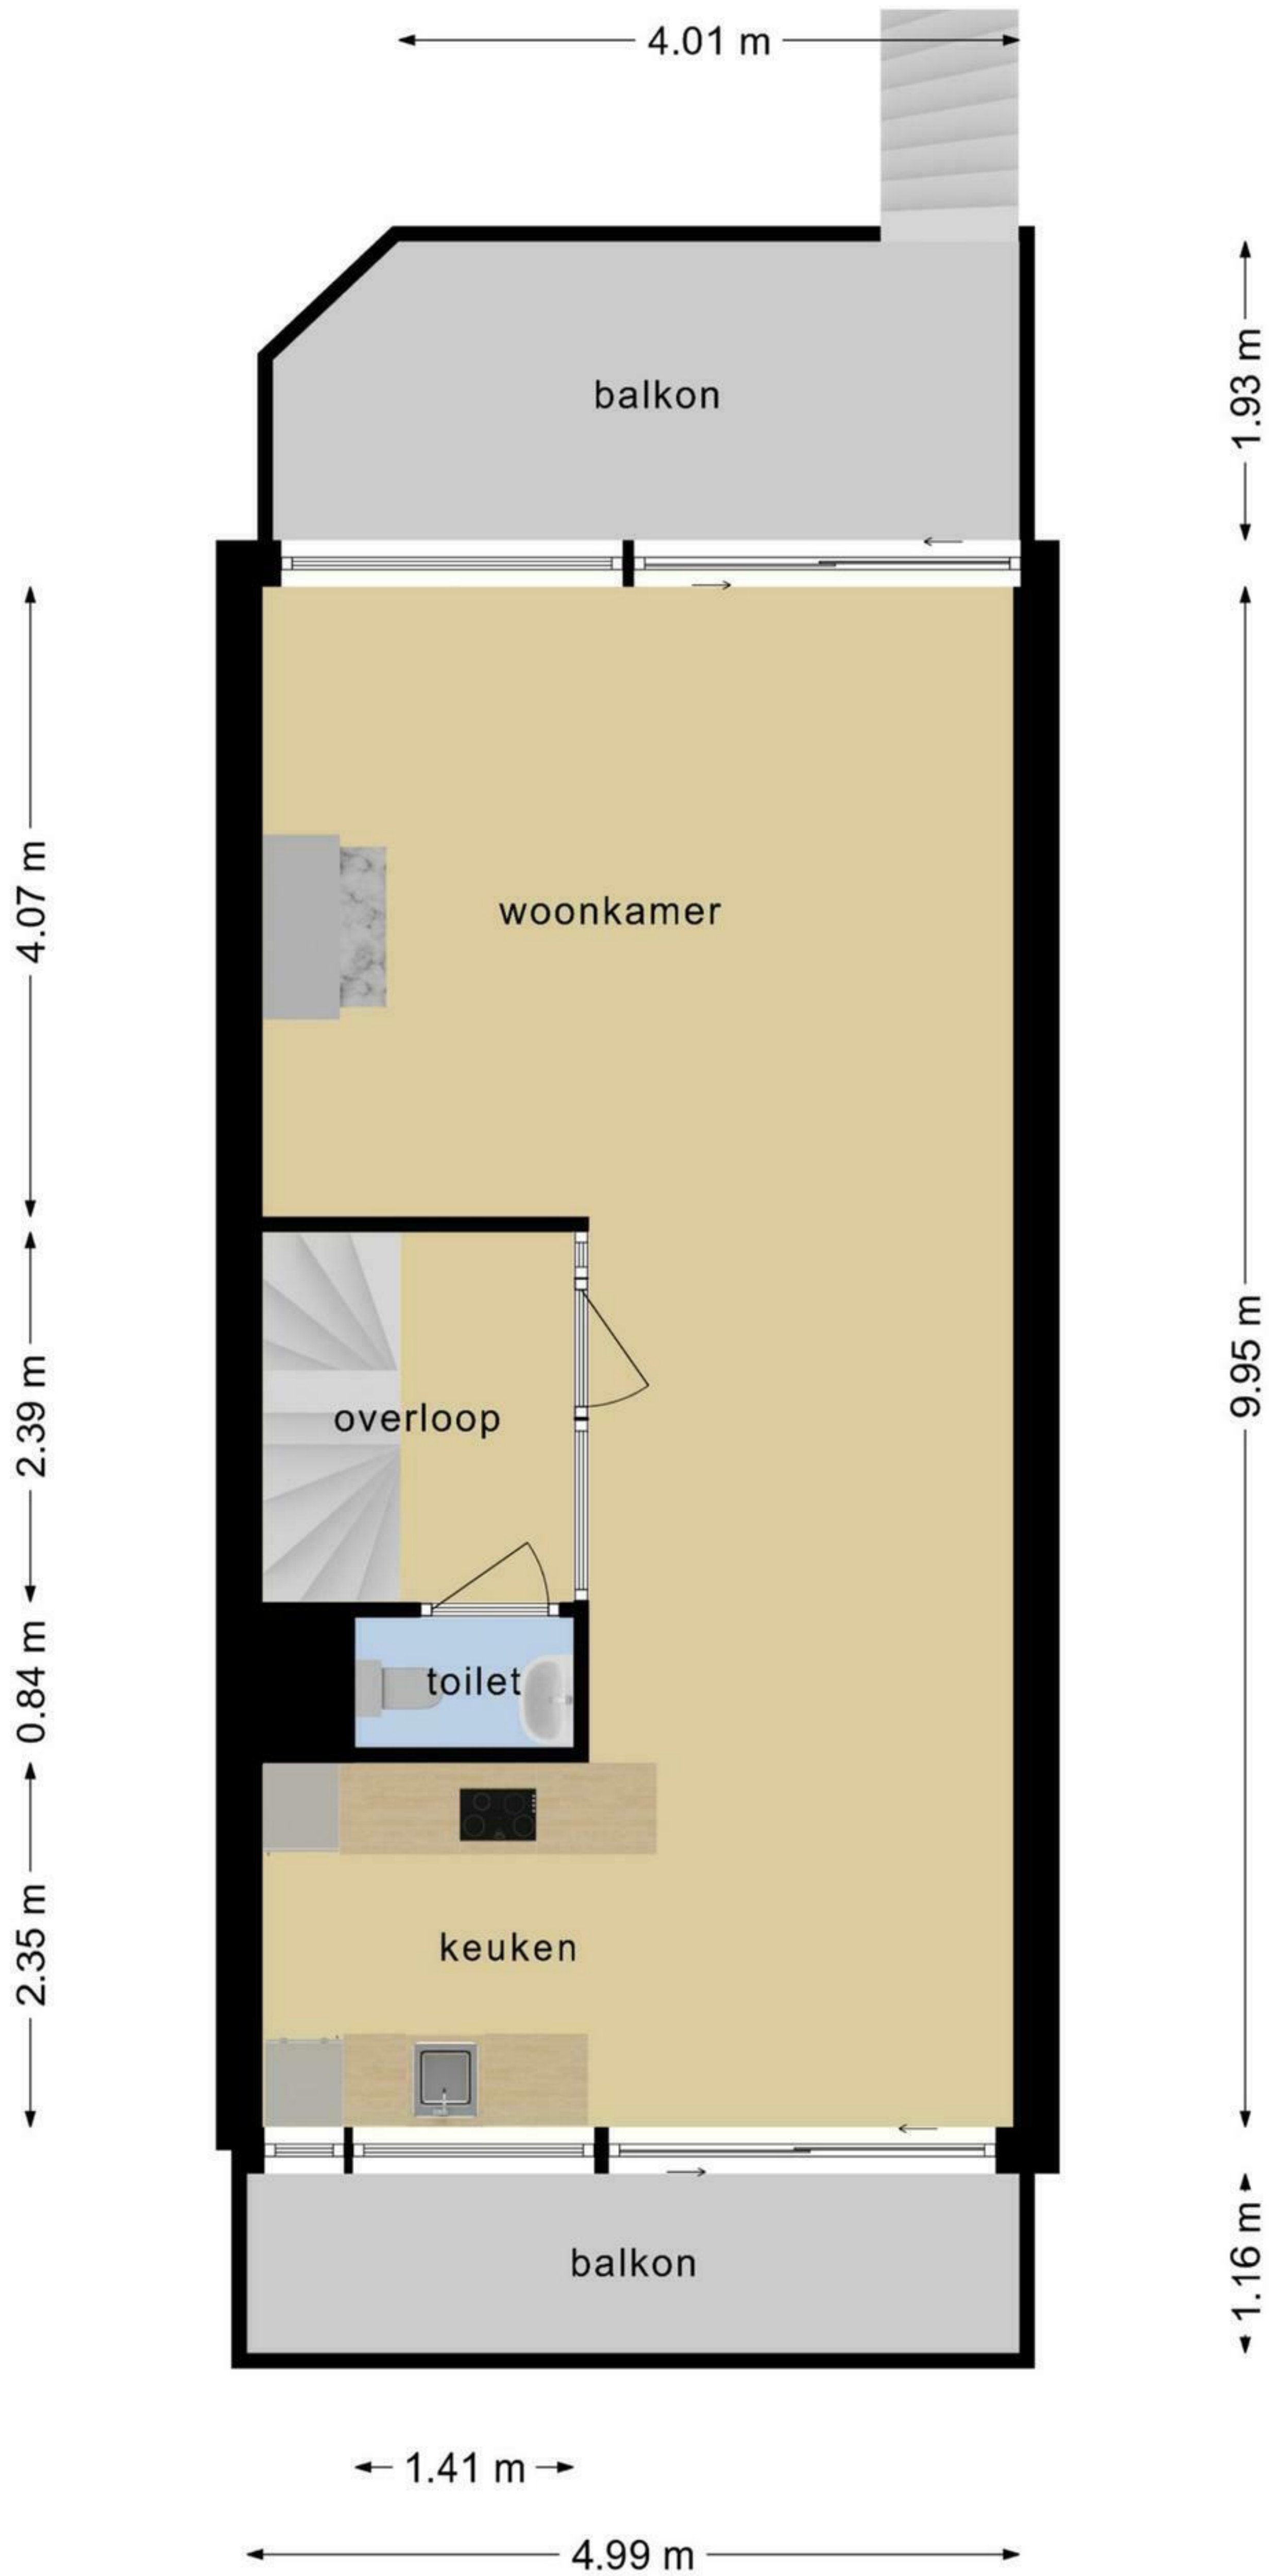 4.01 m
balkon
1.93 m
woonkamer
4.07 m
9.95 m
overloop
2.39 m
toilet
0.84 m
keuken
2.35 m
balkon
1.16 m
1.41 m
4.99 m